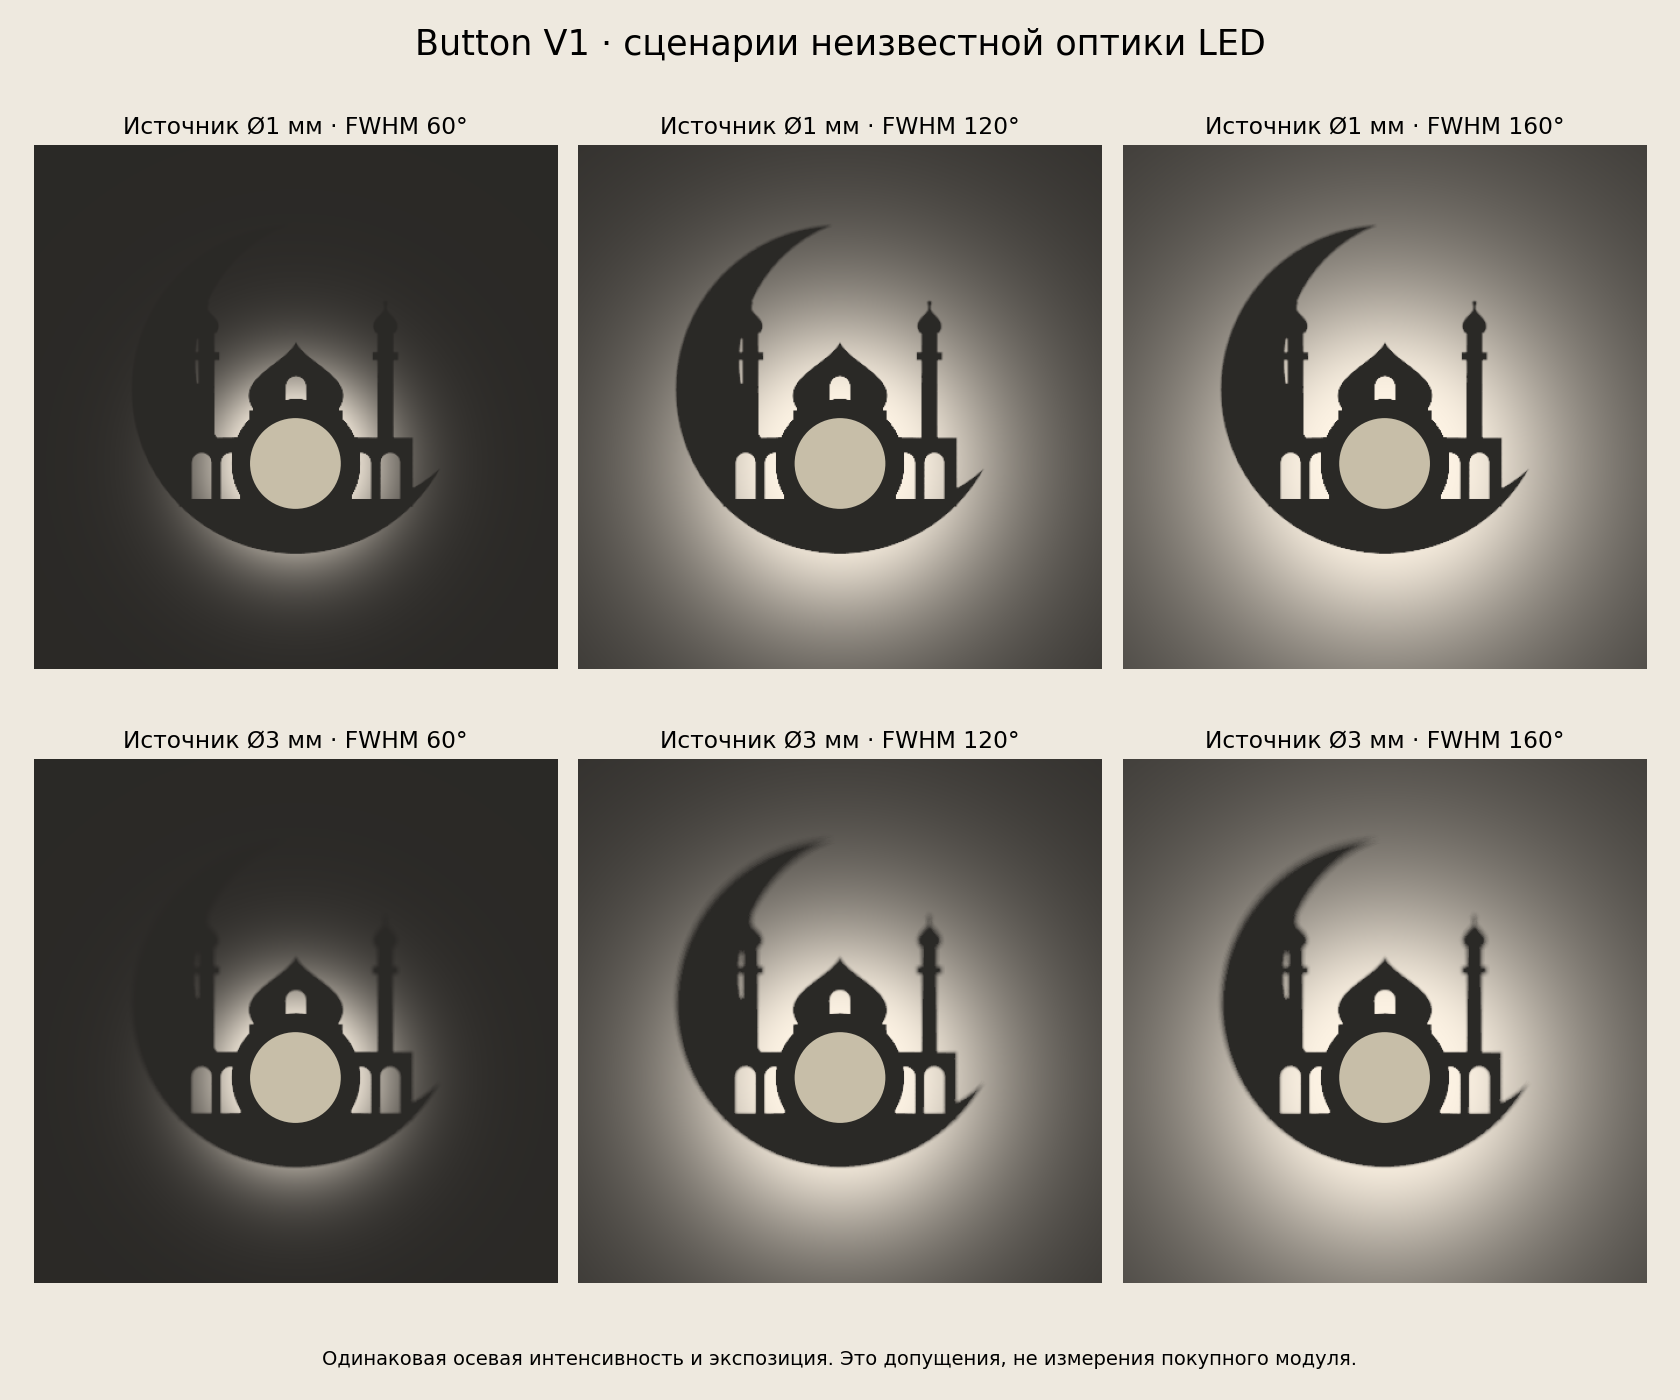 Button V1 · сценарии неизвестной оптики LED
Источник Ø1 мм · FWHM 60°
Источник Ø1 мм · FWHM 120°
Источник Ø1 мм · FWHM 160°
Источник Ø3 мм · FWHM 60°
Источник Ø3 мм · FWHM 120°
Источник Ø3 мм · FWHM 160°
Одинаковая осевая интенсивность и экспозиция. Это допущения, не измерения покупного модуля.